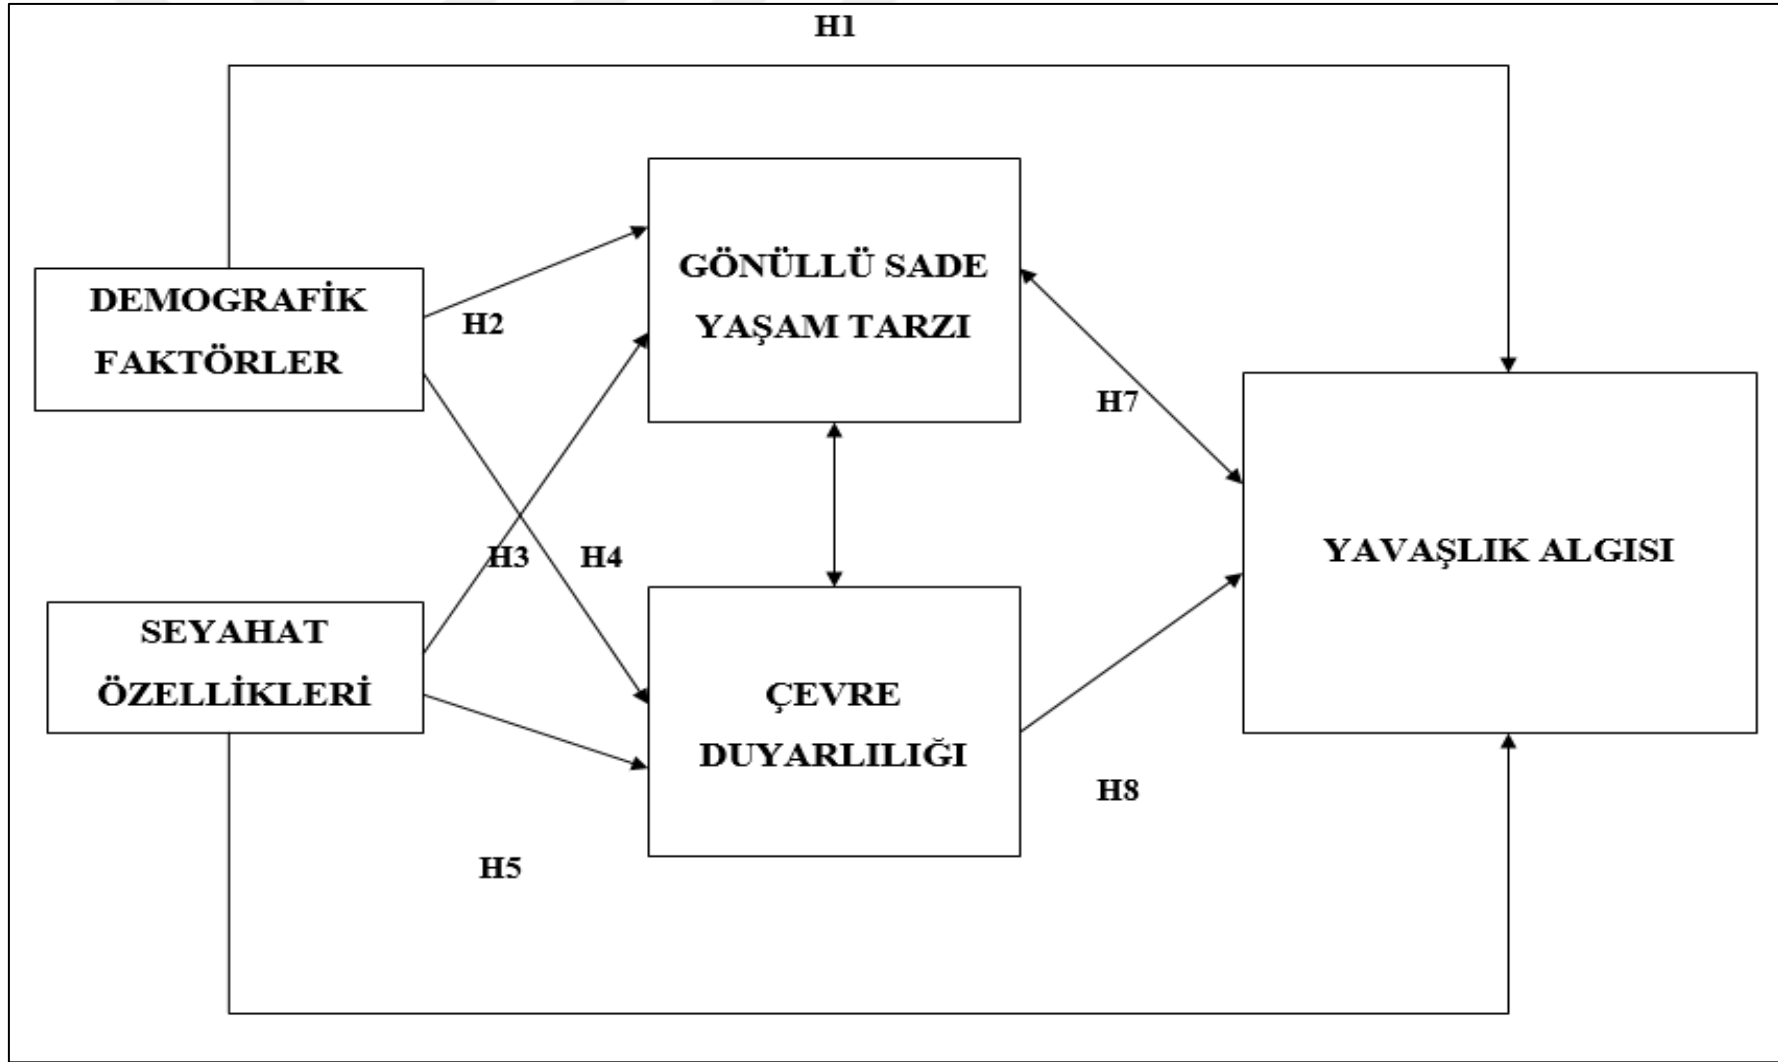 H1
DEMOGRAFİK
FAKTÖRLER
H2
GÖNÜLLÜ SADE
YAŞAM TARZI
H7
H3
H4
YAVAŞLIK ALGISI
SEYAHAT
ÖZELLİKLERİ
ÇEVRE
DUYARLILIĞI
H8
H5